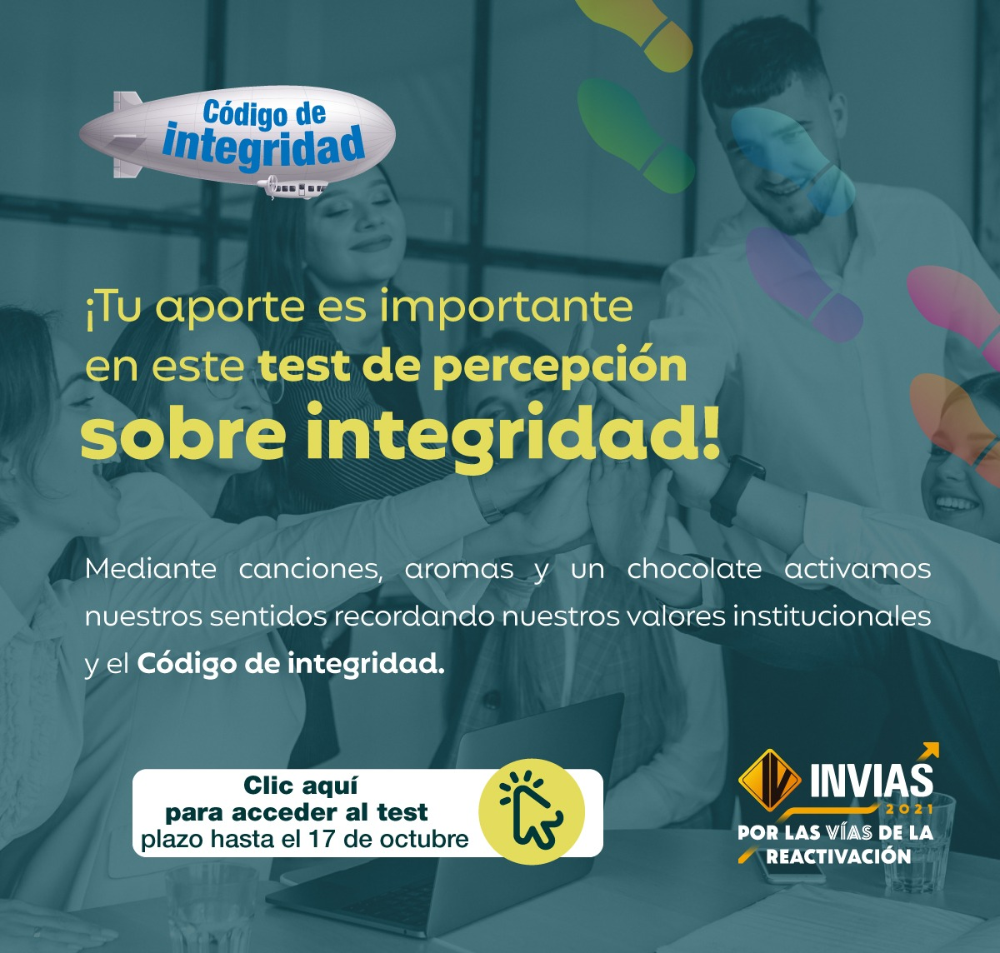 Código de
integridad
¡Tu aporte es importante
en este test de percepción
sobre integridad!
Mediante canciones, aromas y un chocolate activamos
nuestros sentidos recordando nuestros valores institucionales
y el Código de integridad.
Clic aquí
para acceder al test
plazo hasta el 17 de octubre
INVIAS
2021
POR LAS VÍAS DE LA
REACTIVACIÓN